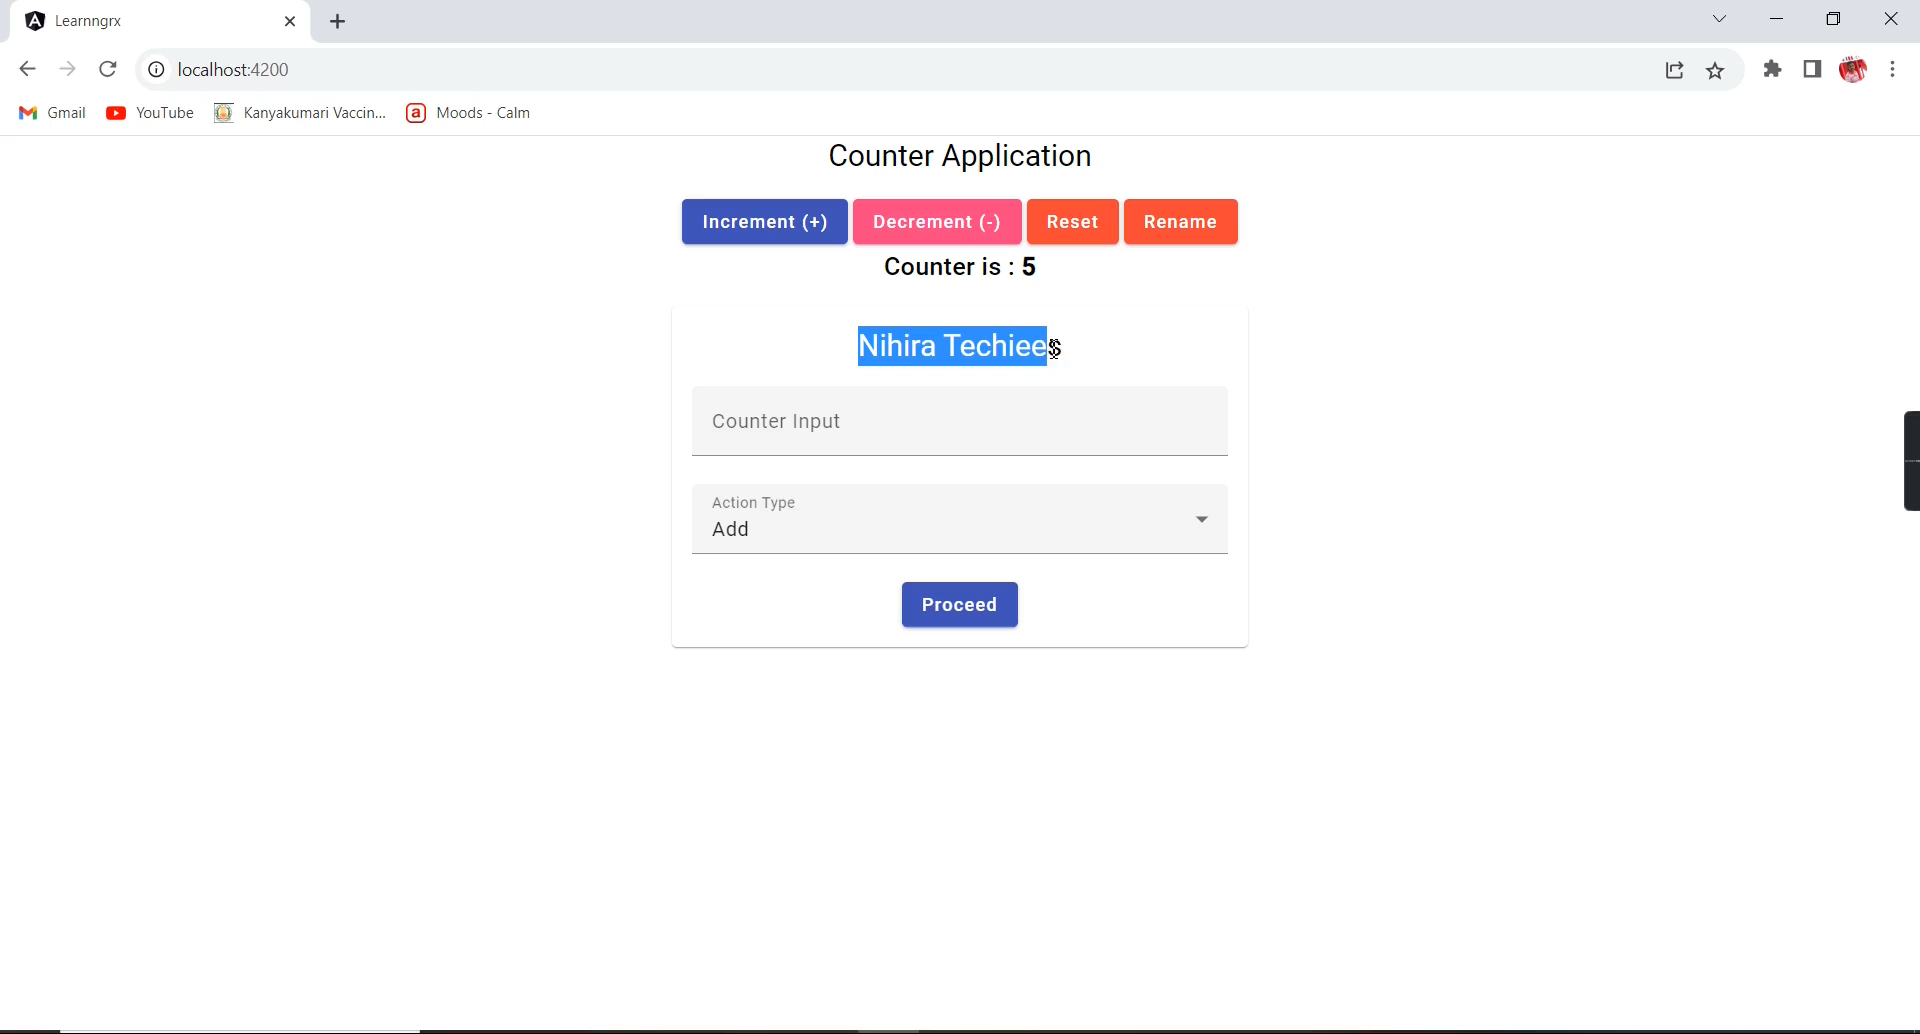 Learnngrx
localhost:4200
Gmail YouTube Kanyakumari Vaccin... Moods - Calm
Counter Application
Increment (+) Decrement (-) Reset Rename
Counter is : 5
Nihira Techiees
Counter Input
Action Type
Add
Proceed